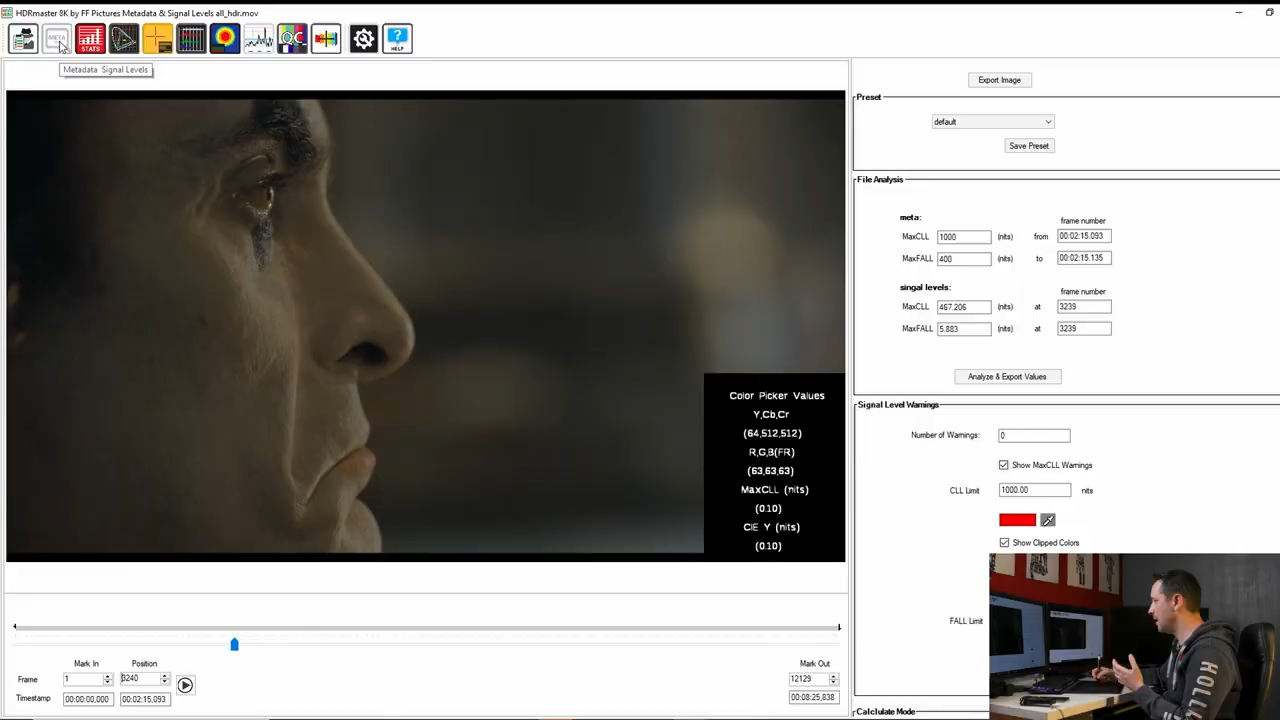 HDRmaster 8K by FF Pictures Metadata & Signal Levels all_hdr.mov
META
STATS
QC
HELP
Metadata Signal Levels
Export Image
Preset
default
Save Preset
File Analysis
meta:
frame number
MaxCLL 1000 (nits) from 00:02:15.093
MaxFALL 400 (nits) to 00:02:15.135
singal levels:
frame number
MaxCLL 467.206 (nits) at 3239
MaxFALL 5.883 (nits) at 3239
Analyze & Export Values
Signal Level Warnings
Number of Warnings: 0
Show MaxCLL Warnings
CLL Limit 1000.00 nits
Show Clipped Colors
FALL Limit
Calclulate Mode
Color Picker Values
Y,Cb,Cr
(64,512,512)
R,G,B(FR)
(63,63,63)
MaxCLL (nits)
(0.10)
CIE Y (nits)
(0.10)
Mark In Position Mark Out
Frame 1 3240 12129
Timestamp 00:00:00,000 00:02:15,093 00:08:25,838
HOLL